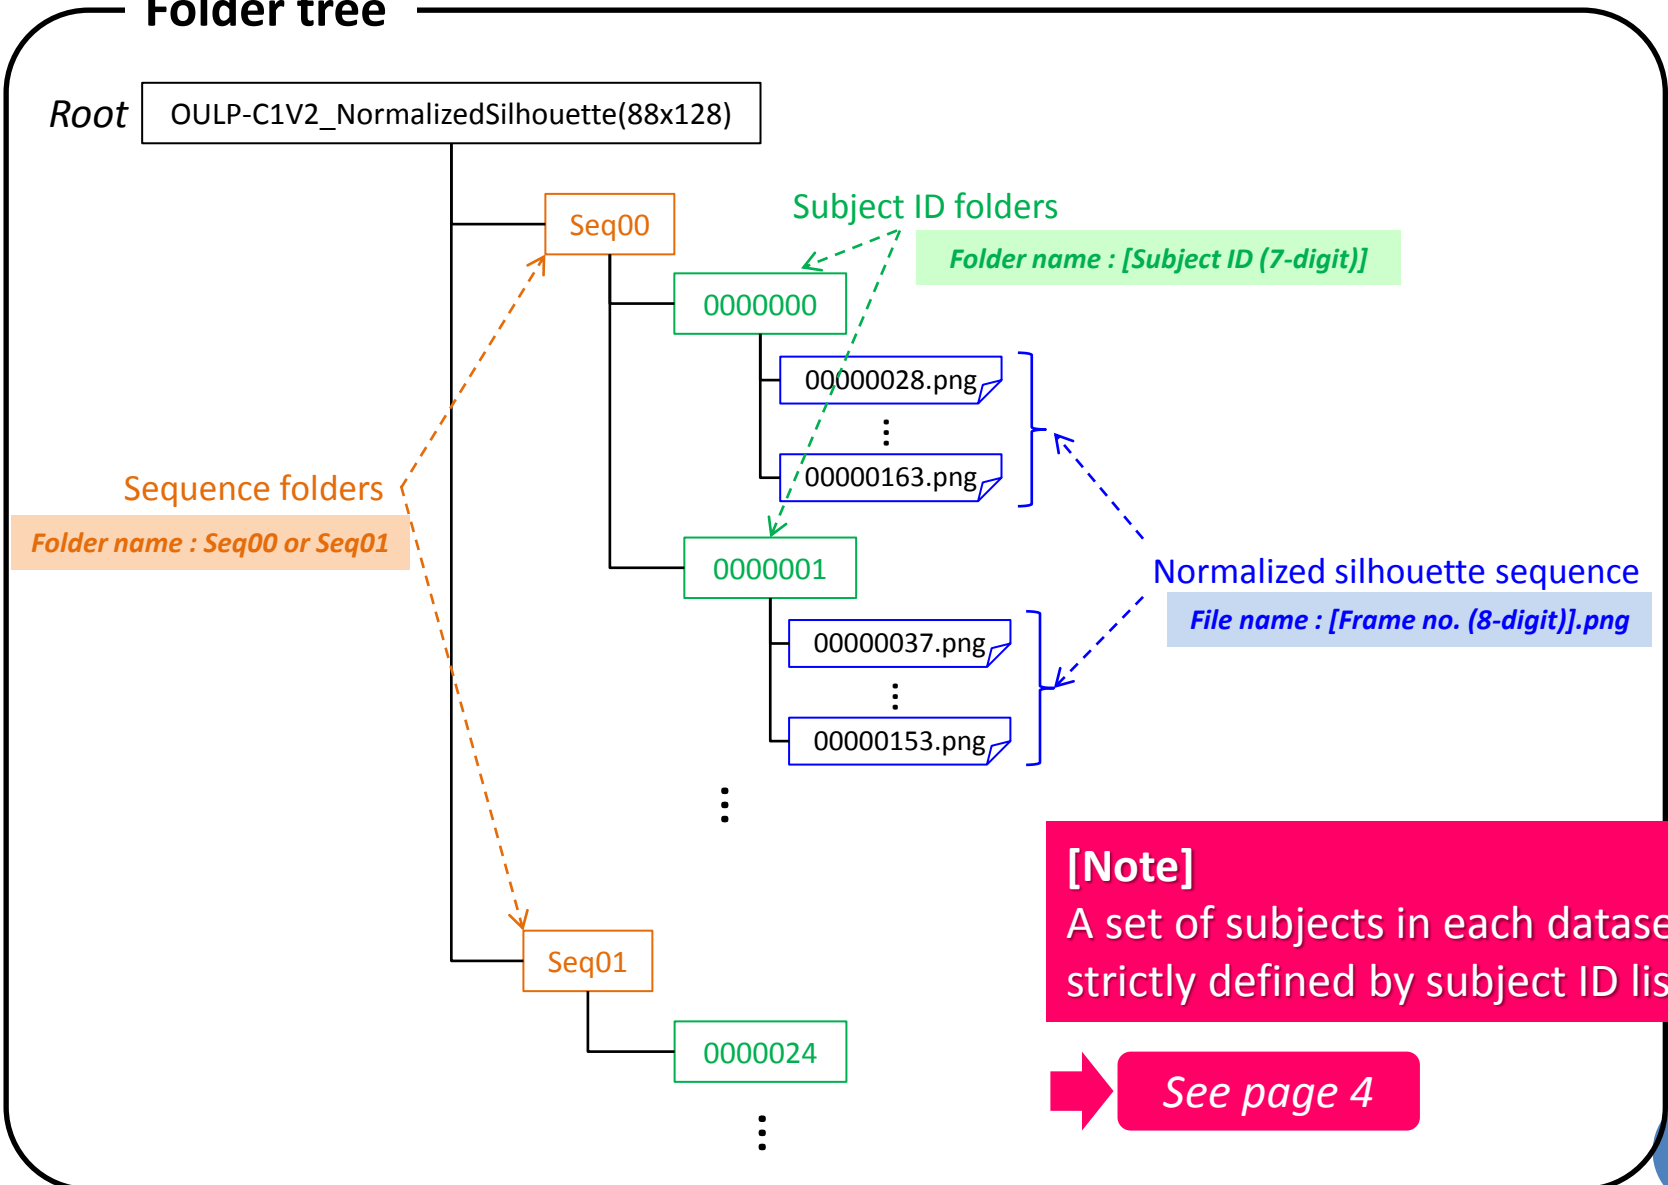 Folder tree
Root
OULP-C1V2_NormalizedSilhouette(88x128)
Seq00
Subject ID folders
Folder name : [Subject ID (7-digit)]
0000000
00000028.png
⋮
00000163.png
Sequence folders
Folder name : Seq00 or Seq01
0000001
Normalized silhouette sequence
File name : [Frame no. (8-digit)].png
00000037.png
⋮
00000153.png
⋮
[Note]
A set of subjects in each datase
strictly defined by subject ID lis
Seq01
0000024
See page 4
⋮